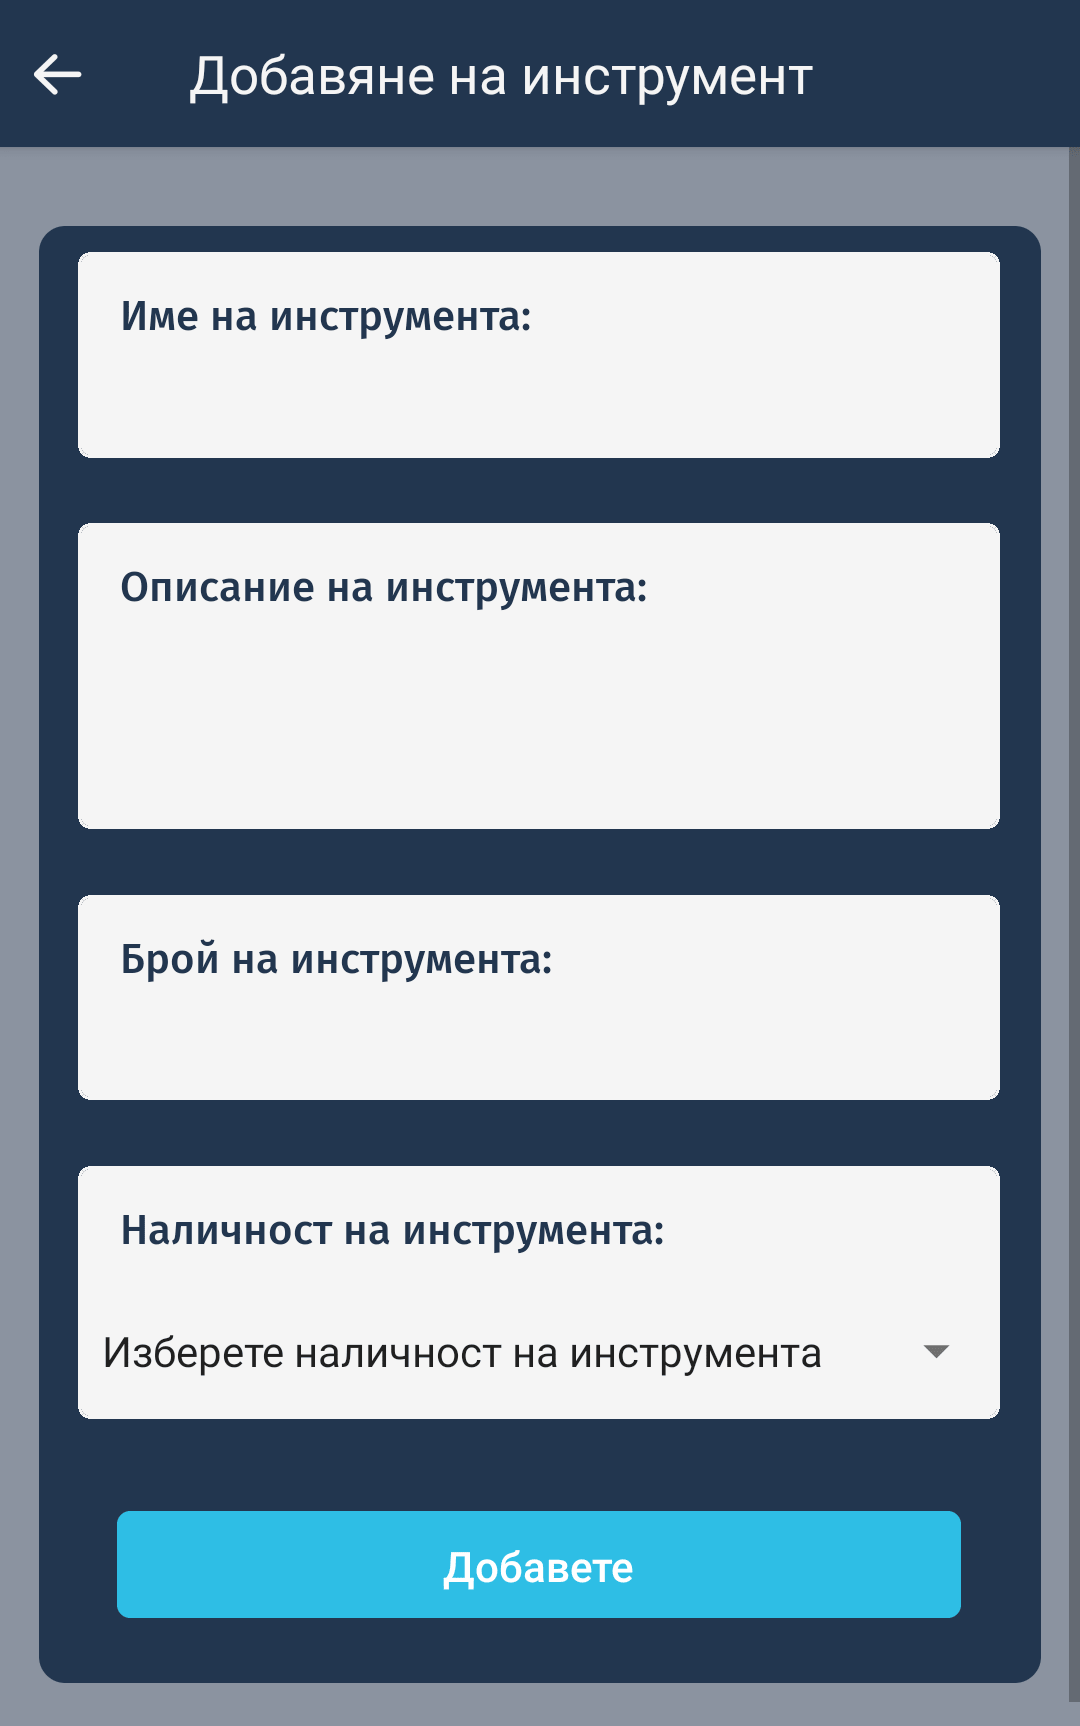 Добавяне на инструмент
Име на инструмента:
Описание на инструмента:
Брой на инструмента:
Наличност на инструмента:
Изберете наличност на инструмента
Добавете